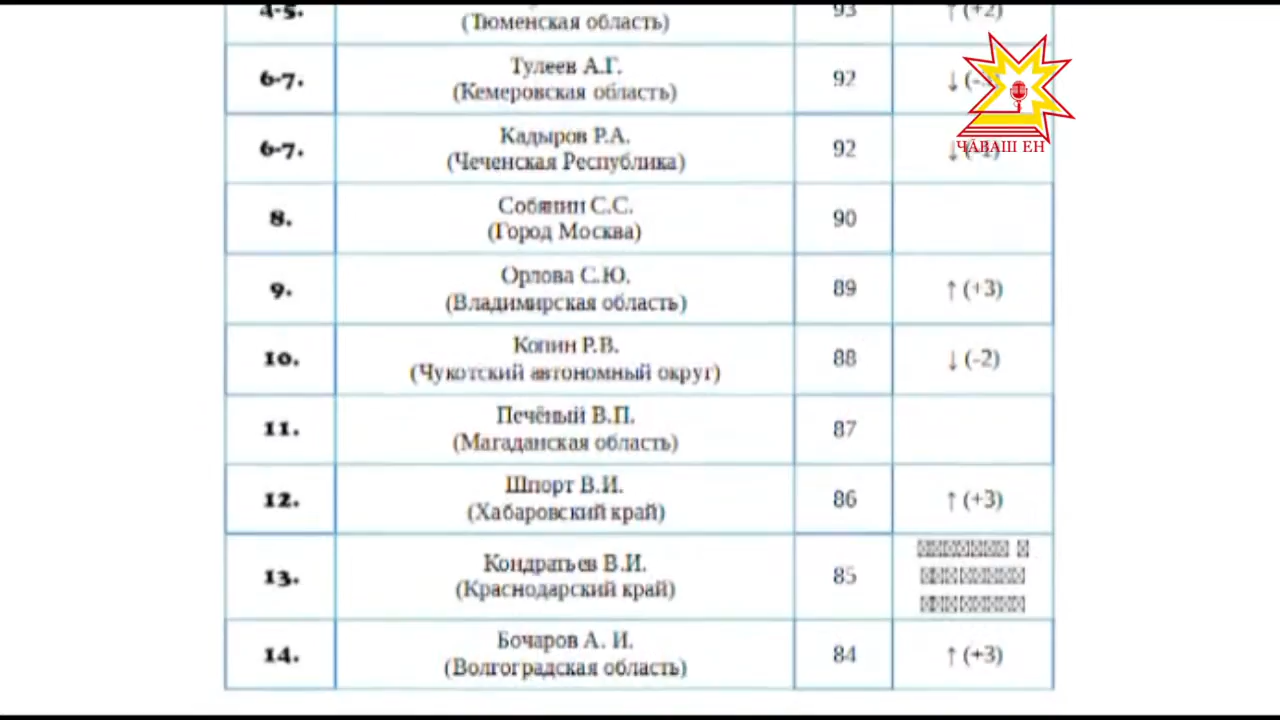 4-5.
(Тюменская область)
93
↑ (+2)
6-7.
Тулеев А.Г.
(Кемеровская область)
92
6-7.
Кадыров Р.А.
(Чеченская Республика)
92
ЧӐВАШ ЕН
8.
Собянин С.С.
(Город Москва)
90
9.
Орлова С.Ю.
(Владимирская область)
89
↑ (+3)
10.
Копин Р.В.
(Чукотский автономный округ)
88
↓ (-2)
11.
Печёный В.П.
(Магаданская область)
87
12.
Шпорт В.И.
(Хабаровский край)
86
↑ (+3)
13.
Кондратьев В.И.
(Краснодарский край)
85
14.
Бочаров А. И.
(Волгоградская область)
84
↑ (+3)